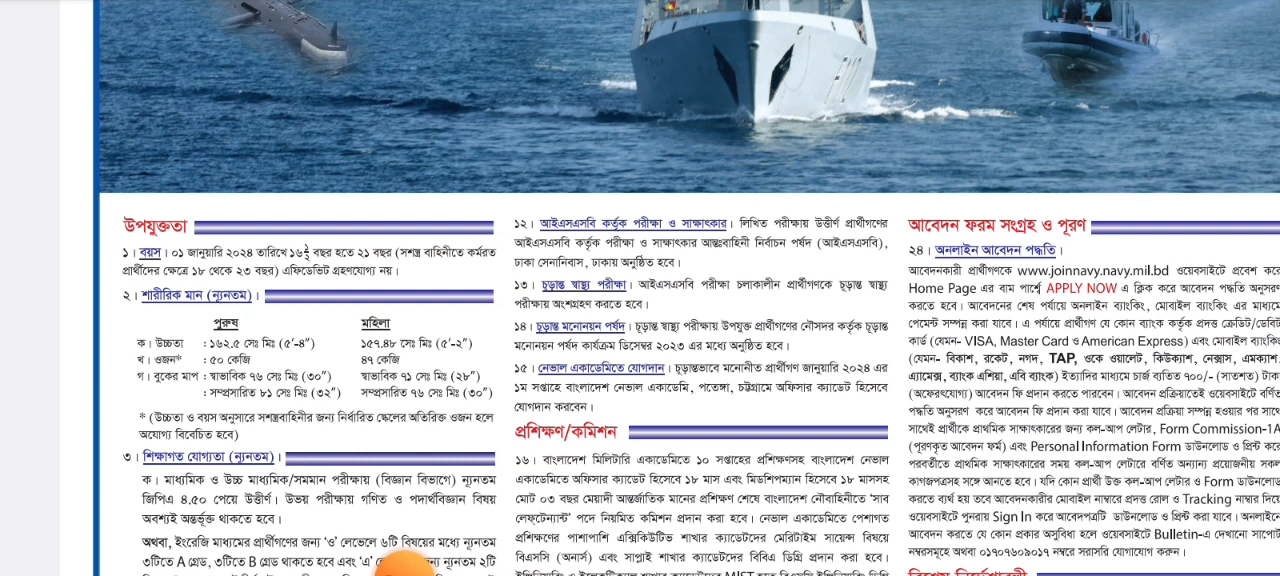 উপযুক্ততা
১। বয়স। ০১ জানুয়ারি ২০২৪ তারিখে ১৬½ বছর হতে ২১ বছর (সশস্ত্র বাহিনীতে কর্মরত
প্রার্থীদের ক্ষেত্রে ১৮ থেকে ২৩ বছর) এফিডেভিট গ্রহণযোগ্য নয়।
২। শারীরিক মান (ন্যূনতম)।
পুরুষ মহিলা
ক। উচ্চতা : ১৬২.৫ সেঃ মিঃ (৫′-৪″) ১৫৭.৪৮ সেঃ মিঃ (৫′-২″)
খ। ওজন* : ৫০ কেজি ৪৭ কেজি
গ। বুকের মাপ : স্বাভাবিক ৭৬ সেঃ মিঃ (৩০″) স্বাভাবিক ৭১ সেঃ মিঃ (২৮″)
: সম্প্রসারিত ৮১ সেঃ মিঃ (৩২″) সম্প্রসারিত ৭৬ সেঃ মিঃ (৩০″)
* (উচ্চতা ও বয়স অনুসারে সশস্ত্রবাহিনীর জন্য নির্ধারিত স্কেলের অতিরিক্ত ওজন হলে
অযোগ্য বিবেচিত হবে)
৩। শিক্ষাগত যোগ্যতা (ন্যূনতম)।
ক। মাধ্যমিক ও উচ্চ মাধ্যমিক/সমমান পরীক্ষায় (বিজ্ঞান বিভাগে) ন্যূনতম
জিপিএ ৪.৫০ পেয়ে উত্তীর্ণ। উভয় পরীক্ষায় গণিত ও পদার্থবিজ্ঞান বিষয়
অবশ্যই অন্তর্ভূক্ত থাকতে হবে।
অথবা, ইংরেজি মাধ্যমের প্রার্থীগণের জন্য ‘ও’ লেভেলে ৬টি বিষয়ের মধ্যে ন্যূনতম
৩টিতে A গ্রেড, ৩টিতে B গ্রেড থাকতে হবে এবং ‘এ’ ন্যূনতম ২টি
১২। আইএসএসবি কর্তৃক পরীক্ষা ও সাক্ষাৎকার। লিখিত পরীক্ষায় উত্তীর্ণ প্রার্থীগণের
আইএসএসবি কর্তৃক পরীক্ষা ও সাক্ষাৎকার আন্তঃবাহিনী নির্বাচন পর্ষদ (আইএসএসবি),
ঢাকা সেনানিবাস, ঢাকায় অনুষ্ঠিত হবে।
১৩। চূড়ান্ত স্বাস্থ্য পরীক্ষা। আইএসএসবি পরীক্ষা চলাকালীন প্রার্থীগণকে চূড়ান্ত স্বাস্থ্য
পরীক্ষায় অংশগ্রহণ করতে হবে।
১৪। চূড়ান্ত মনোনয়ন পর্ষদ। চূড়ান্ত স্বাস্থ্য পরীক্ষায় উপযুক্ত প্রার্থীগণের নৌসদর কর্তৃক চূড়ান্ত
মনোনয়ন পর্ষদ কার্যক্রম ডিসেম্বর ২০২৩ এর মধ্যে অনুষ্ঠিত হবে।
১৫। নেভাল একাডেমিতে যোগদান। চূড়ান্তভাবে মনোনীত প্রার্থীগণ জানুয়ারি ২০২৪ এর
১ম সপ্তাহে বাংলাদেশ নেভাল একাডেমি, পতেঙ্গা, চট্টগ্রামে অফিসার ক্যাডেট হিসেবে
যোগদান করবেন।
প্রশিক্ষণ/কমিশন
১৬। বাংলাদেশ মিলিটারি একাডেমিতে ১০ সপ্তাহের প্রশিক্ষণসহ বাংলাদেশ নেভাল
একাডেমিতে অফিসার ক্যাডেট হিসেবে ১৮ মাস এবং মিডশিপম্যান হিসেবে ১৮ মাসসহ
মোট ০৩ বছর মেয়াদী আন্তর্জাতিক মানের প্রশিক্ষণ শেষে বাংলাদেশ নৌবাহিনীতে ‘সাব
লেফ্‌টেন্যান্ট’ পদে নিয়মিত কমিশন প্রদান করা হবে। নেভাল একাডেমিতে পেশাগত
প্রশিক্ষণের পাশাপাশি এক্সিকিউটিভ শাখার ক্যাডেটদের মেরিটাইম সায়েন্স বিষয়ে
বিএসসি (অনার্স) এবং সাপ্লাই শাখার ক্যাডেটদের বিবিএ ডিগ্রি প্রদান করা হবে।
আবেদন ফরম সংগ্রহ ও পূরণ
২৪। অনলাইন আবেদন পদ্ধতি।
আবেদনকারী প্রার্থীগণকে www.joinnavy.navy.mil.bd ওয়েবসাইটে প্রবেশ করে
Home Page এর বাম পার্শ্বে APPLY NOW এ ক্লিক করে আবেদন পদ্ধতি অনুসরণ
করতে হবে। আবেদনের শেষ পর্যায়ে অনলাইন ব্যাংকিং, মোবাইল ব্যাংকিং এর মাধ্যমে
পেমেন্ট সম্পন্ন করা যাবে। এ পর্যায়ে প্রার্থীগণ যে কোন ব্যাংক কর্তৃক প্রদত্ত ক্রেডিট/ডেবিট
কার্ড (যেমন- VISA, Master Card ও American Express) এবং মোবাইল ব্যাংকিং
(যেমন- বিকাশ, রকেট, নগদ, TAP, ওকে ওয়ালেট, কিউক্যাশ, নেক্সাস, এমক্যাশ,
এ্যামেক্স, ব্যাংক এশিয়া, এবি ব্যাংক) ইত্যাদির মাধ্যমে চার্জ ব্যতিত ৭০০/- (সাতশত) টাকা
(অফেরৎযোগ্য) আবেদন ফি প্রদান করতে পারবেন। আবেদন প্রক্রিয়াতেই ওয়েবসাইটে বর্ণিত
পদ্ধতি অনুসরণ করে আবেদন ফি প্রদান করা যাবে। আবেদন প্রক্রিয়া সম্পন্ন হওয়ার পর সাথে
সাথেই প্রার্থীকে প্রাথমিক সাক্ষাৎকারের জন্য কল-আপ লেটার, Form Commission-1A
(পূরণকৃত আবেদন ফর্ম) এবং Personal Information Form ডাউনলোড ও প্রিন্ট করে
পরবর্তীতে প্রাথমিক সাক্ষাৎকারের সময় কল-আপ লেটারে বর্ণিত অন্যান্য প্রয়োজনীয় সকল
কাগজপত্রসহ সঙ্গে আনতে হবে। যদি কোন প্রার্থী উক্ত কল-আপ লেটার ও Form ডাউনলোড
করতে ব্যর্থ হয় তবে আবেদনকারীর মোবাইল নাম্বারে প্রদত্ত রোল ও Tracking নাম্বার দিয়ে
ওয়েবসাইটে পুনরায় Sign In করে আবেদপত্রটি ডাউনলোড ও প্রিন্ট করা যাবে। অনলাইনে
আবেদন করতে যে কোন প্রকার অসুবিধা হলে ওয়েবসাইটে Bulletin-এ দেখানো সাপোর্ট
নম্বরসমূহে অথবা ০১৭০৭৬০৯০১৭ নম্বরে সরাসরি যোগাযোগ করুন।